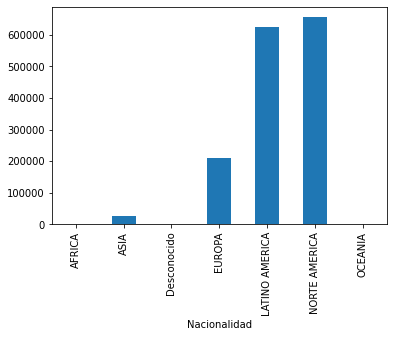 600000
500000
400000
300000
200000
100000
0
AFRICA
ASIA
Desconocido
EUROPA
LATINO AMERICA
NORTE AMERICA
OCEANIA
Nacionalidad